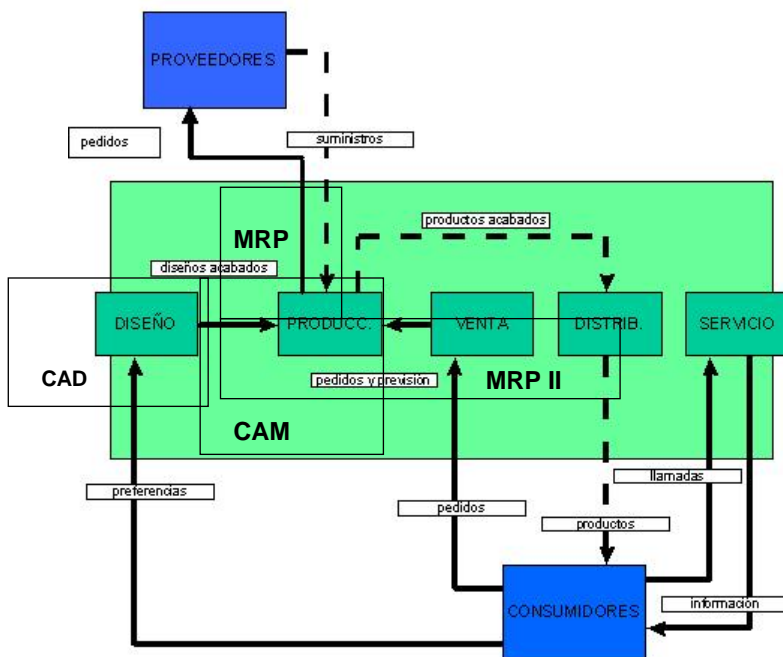 PROVEEDORES
pedidos
suministros
MRP
productos acabados
diseños acabados
DISEÑO
PRODUCC.
VENTA
DISTRIB.
SERVICIO
CAD
pedidos y previsión
MRP II
CAM
llamadas
preferencias
pedidos
productos
CONSUMIDORES
información